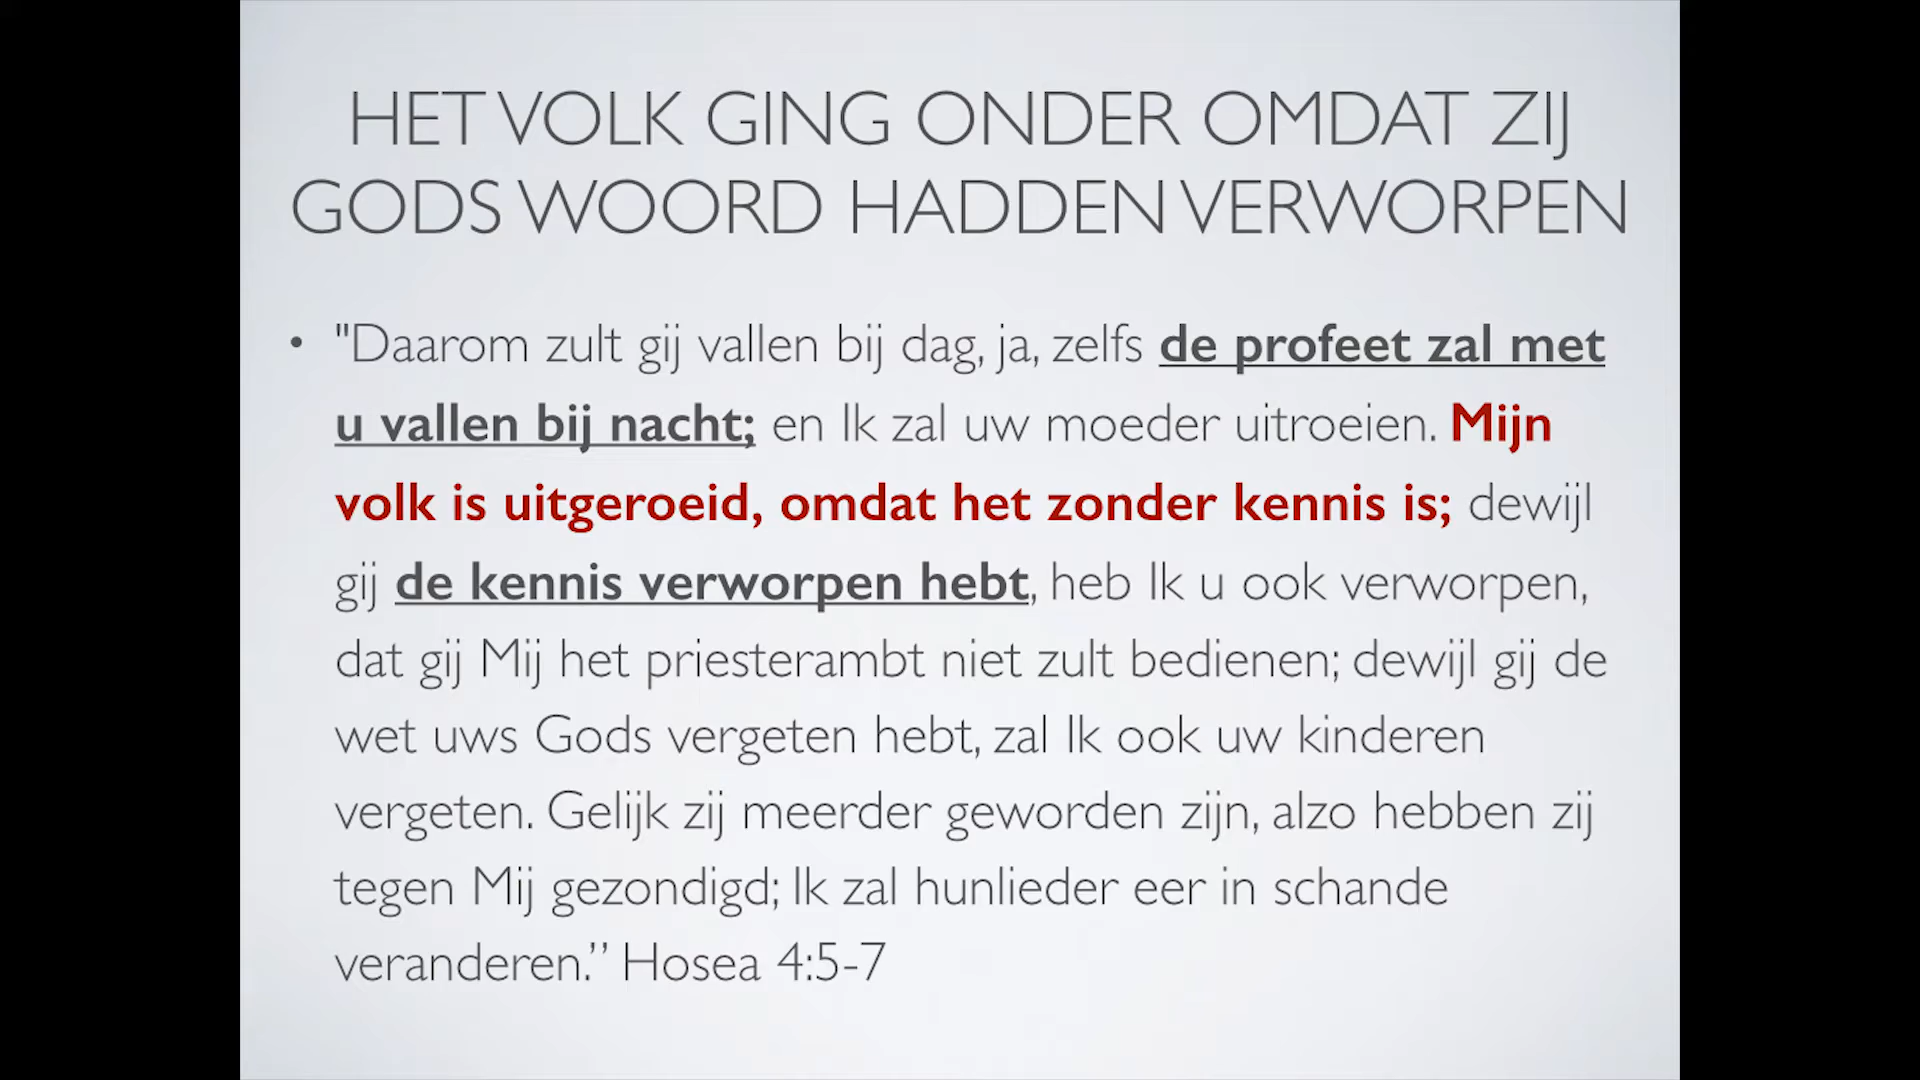 HET VOLK GING ONDER OMDAT ZIJ
GODS WOORD HADDEN VERWORPEN
• "Daarom zult gij vallen bij dag, ja, zelfs de profeet zal met
u vallen bij nacht; en Ik zal uw moeder uitroeien. Mijn
volk is uitgeroeid, omdat het zonder kennis is; dewijl
gij de kennis verworpen hebt, heb Ik u ook verworpen,
dat gij Mij het priesterambt niet zult bedienen; dewijl gij de
wet uws Gods vergeten hebt, zal Ik ook uw kinderen
vergeten. Gelijk zij meerder geworden zijn, alzo hebben zij
tegen Mij gezondigd; Ik zal hunlieder eer in schande
veranderen.” Hosea 4:5-7